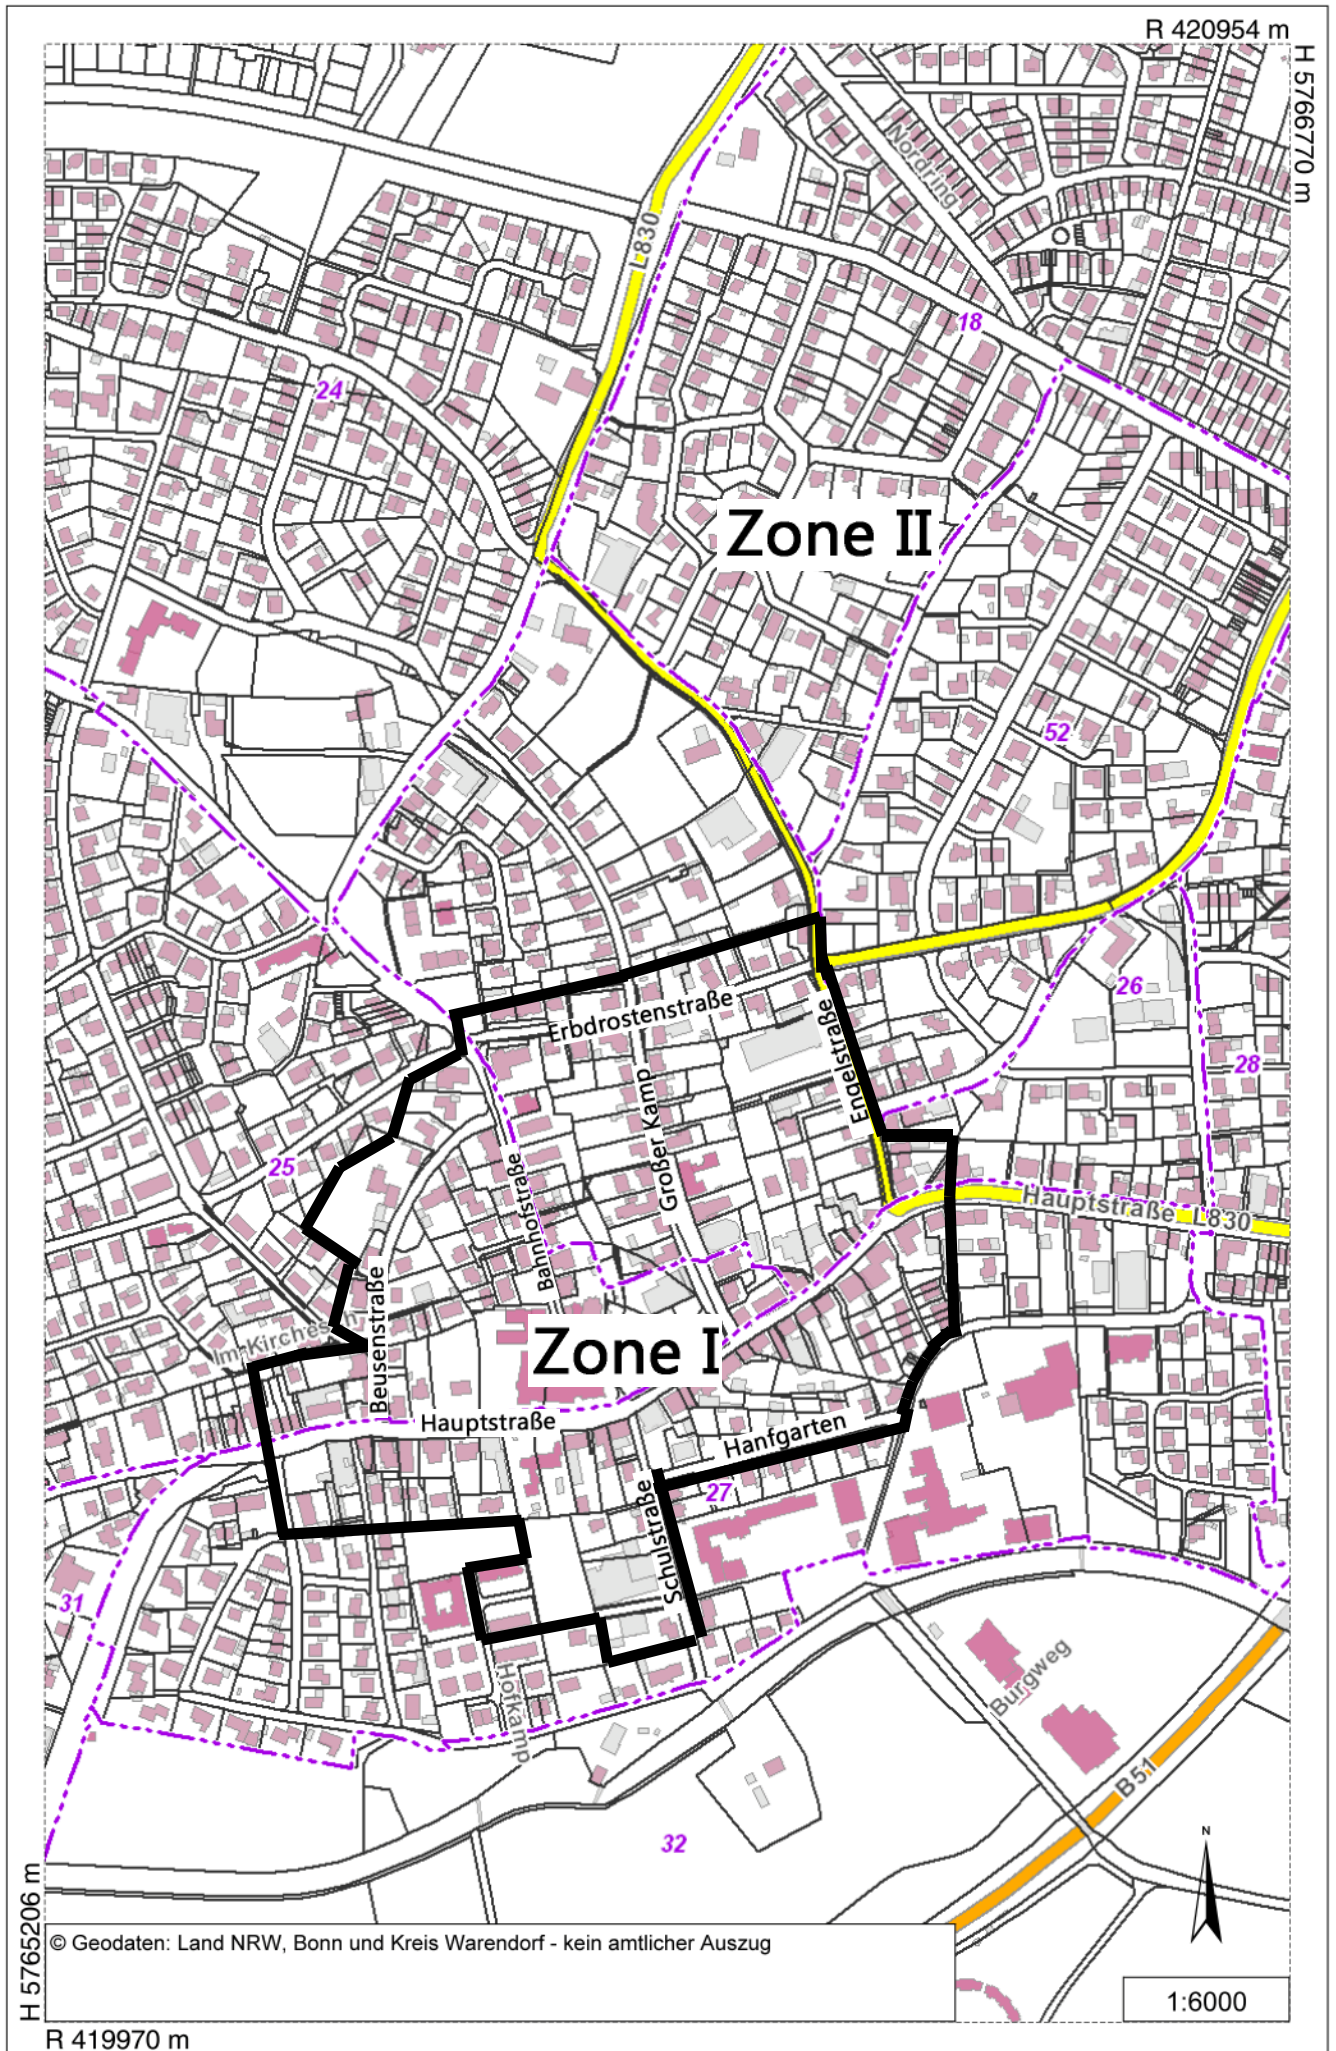 R 420954 m
H 5766770 m
Nordring
L830
18
24
Zone II
52
26
Erbdrostenstraße
Engelstraße
28
Großer Kamp
25
Bahnhofstraße
Hauptstraße L830
Beusenstraße
Im-Kirchesch
Zone I
Hauptstraße
Hanfgarten
27
Schulstraße
31
Hofkamp
Burgweg
B51
32
N
H 5765206 m
© Geodaten: Land NRW, Bonn und Kreis Warendorf - kein amtlicher Auszug
1:6000
R 419970 m